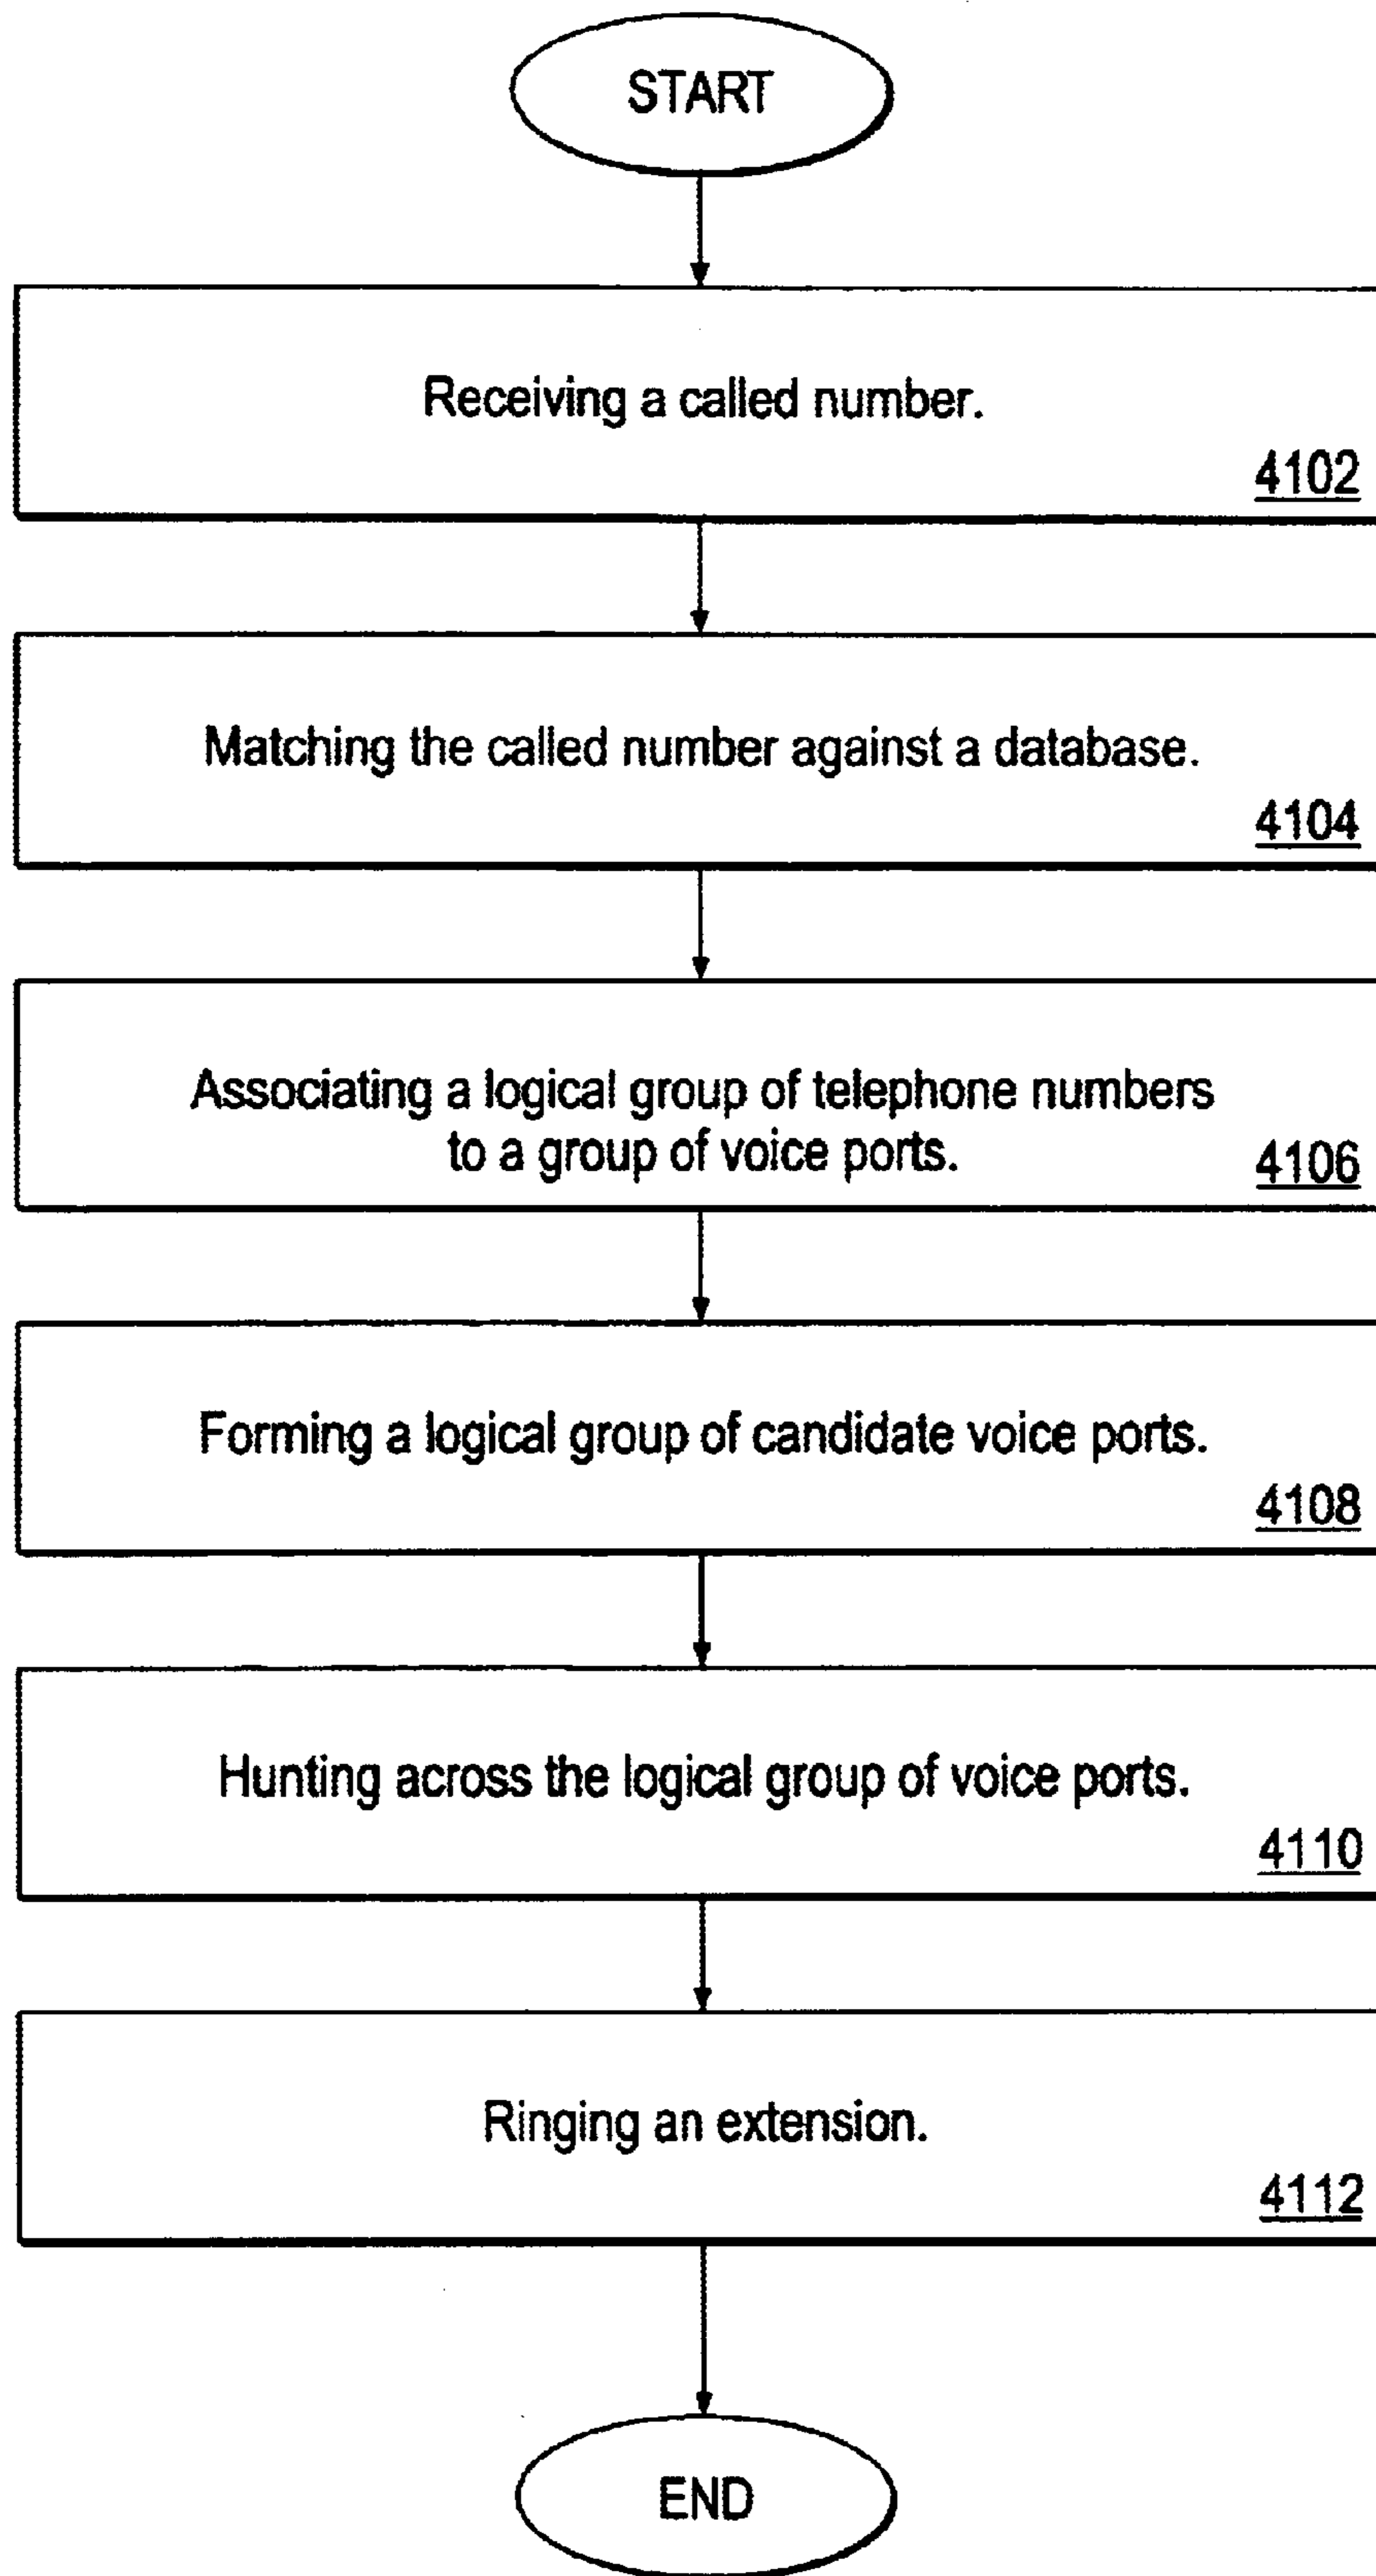 START
Receiving a called number.
4102
Matching the called number against a database.
4104
Associating a logical group of telephone numbers
to a group of voice ports.
4106
Forming a logical group of candidate voice ports.
4108
Hunting across the logical group of voice ports.
4110
Ringing an extension.
4112
END